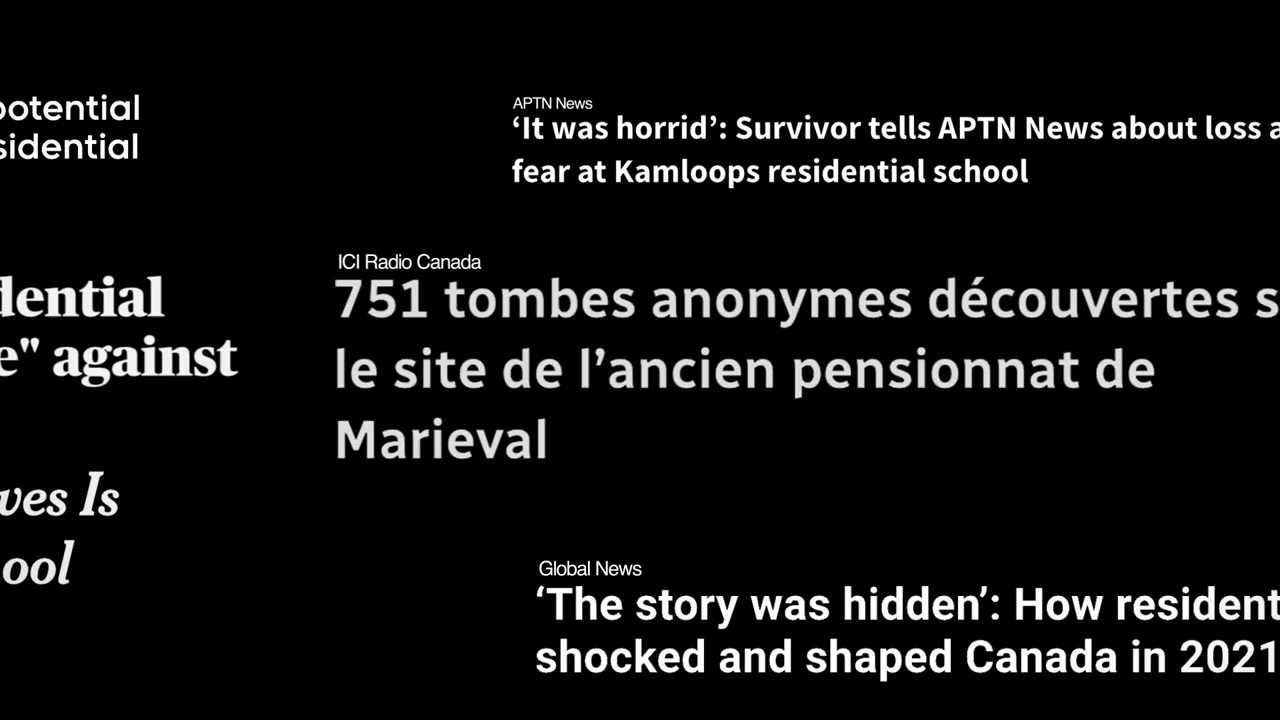 potential
sidential
APTN News
‘It was horrid’: Survivor tells APTN News about loss a
fear at Kamloops residential school
dential
e" against
ICI Radio Canada
751 tombes anonymes découvertes s
le site de l’ancien pensionnat de
Marieval
ves Is
ool
Global News
‘The story was hidden’: How resident
shocked and shaped Canada in 2021